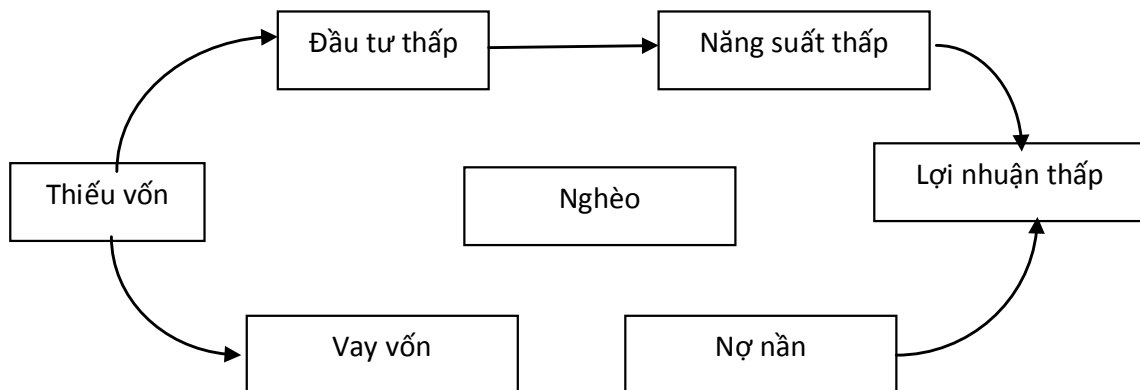 Đầu tư thấp
Năng suất thấp
Thiếu vốn
Nghèo
Lợi nhuận thấp
Vay vốn
Nợ nần